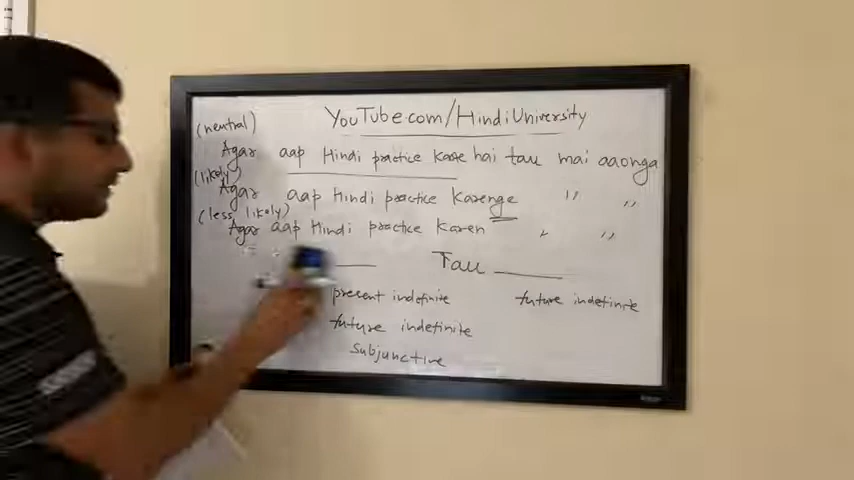 YouTube.com/HindiUniversity
(neutral)
Agar aap Hindi practice karte hai tau mai aaonga
(likely)
Agar aap Hindi practice Karenge " "
(less likely)
Agar aap Hindi practice Karen " "
Tau
present indefinite future indefinite
future indefinite
Subjunctive